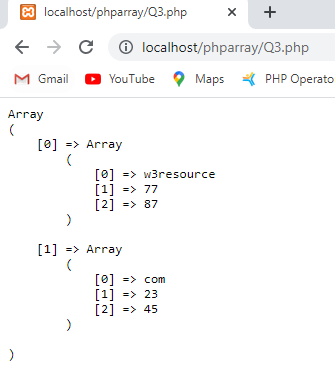 localhost/phparray/Q3.php
localhost/phparray/Q3.php
Gmail YouTube Maps PHP Operato
Array
(
    [0] => Array
        (
            [0] => w3resource
            [1] => 77
            [2] => 87
        )

    [1] => Array
        (
            [0] => com
            [1] => 23
            [2] => 45
        )

)